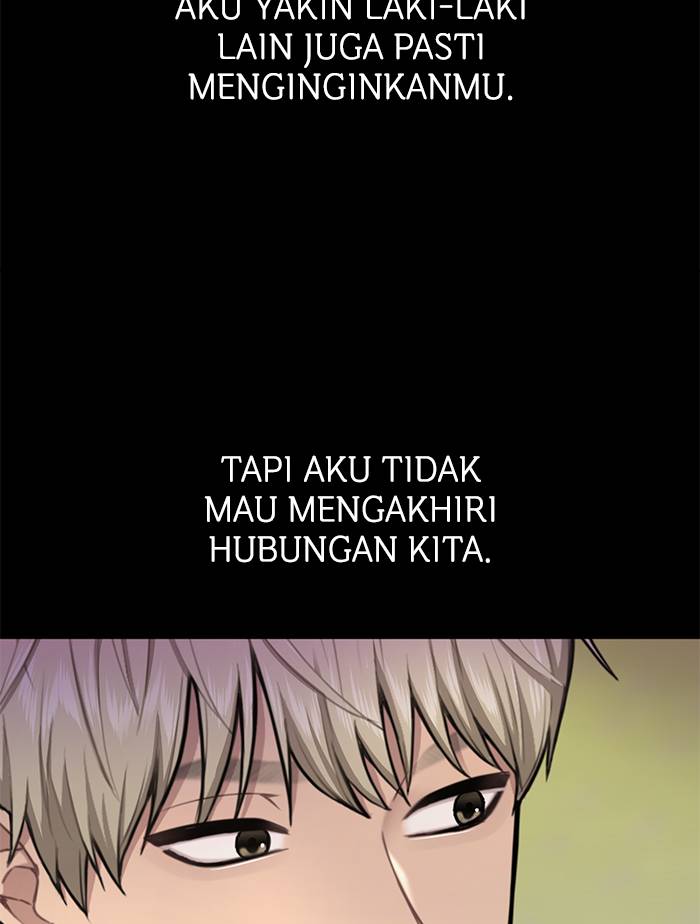 AKU YAKIN LAKI-LAKI
LAIN JUGA PASTI
MENGINGINKANMU.
TAPI AKU TIDAK
MAU MENGAKHIRI
HUBUNGAN KITA.